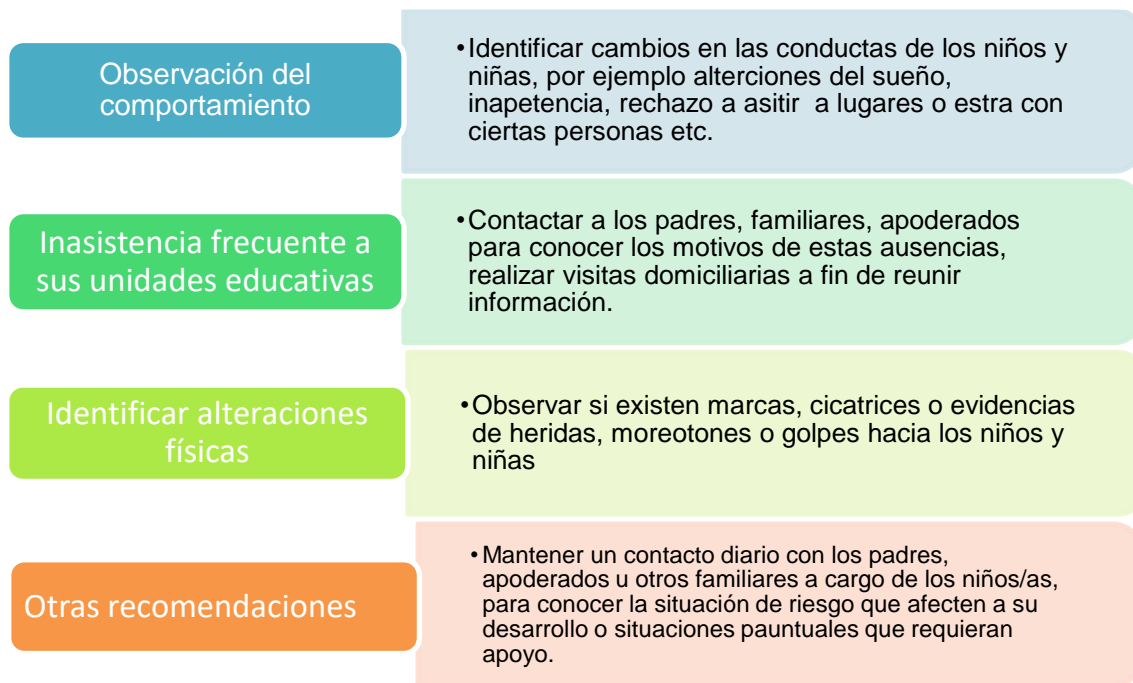 Observación del
comportamiento
•Identificar cambios en las conductas de los niños y
niñas, por ejemplo alterciones del sueño,
inapetencia, rechazo a asitir a lugares o estra con
ciertas personas etc.
Inasistencia frecuente a
sus unidades educativas
•Contactar a los padres, familiares, apoderados
para conocer los motivos de estas ausencias,
realizar visitas domiciliarias a fin de reunir
información.
Identificar alteraciones
físicas
•Observar si existen marcas, cicatrices o evidencias
de heridas, moreotones o golpes hacia los niños y
niñas
Otras recomendaciones
•Mantener un contacto diario con los padres,
apoderados u otros familiares a cargo de los niños/as,
para conocer la situación de riesgo que afecten a su
desarrollo o situaciones pauntuales que requieran
apoyo.